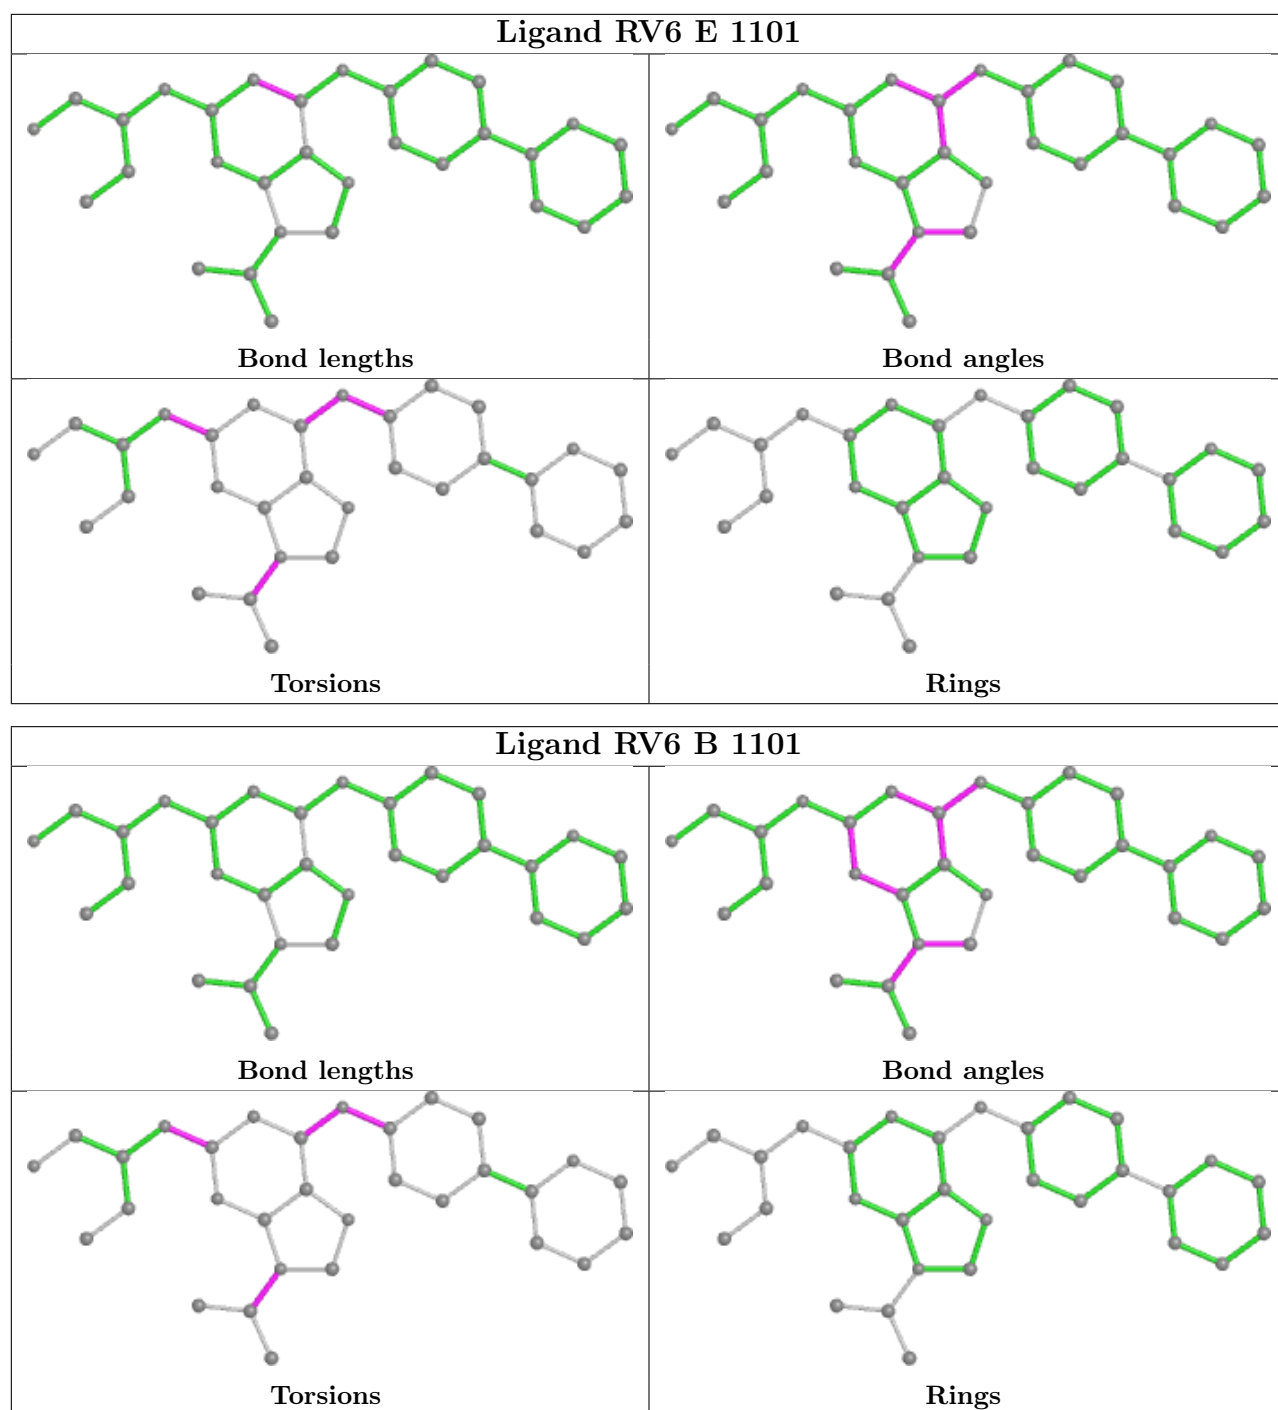 Ligand RV6 E 1101
Bond lengths
Bond angles
Torsions
Rings
Ligand RV6 B 1101
Bond lengths
Bond angles
Torsions
Rings